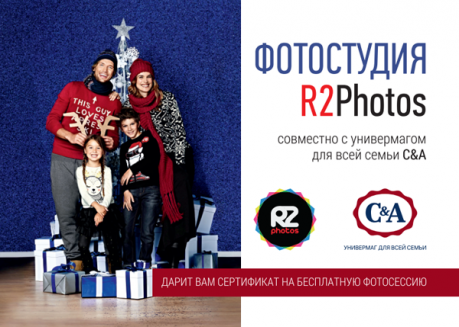 ФОТОСТУДИЯ
R2Photos
совместно с универмагом
для всей семьи C&A
R2
photos
C&A
УНИВЕРМАГ ДЛЯ ВСЕЙ СЕМЬИ
THIS GUY
LOVES
ДАРИТ ВАМ СЕРТИФИКАТ НА БЕСПЛАТНУЮ ФОТОСЕССИЮ